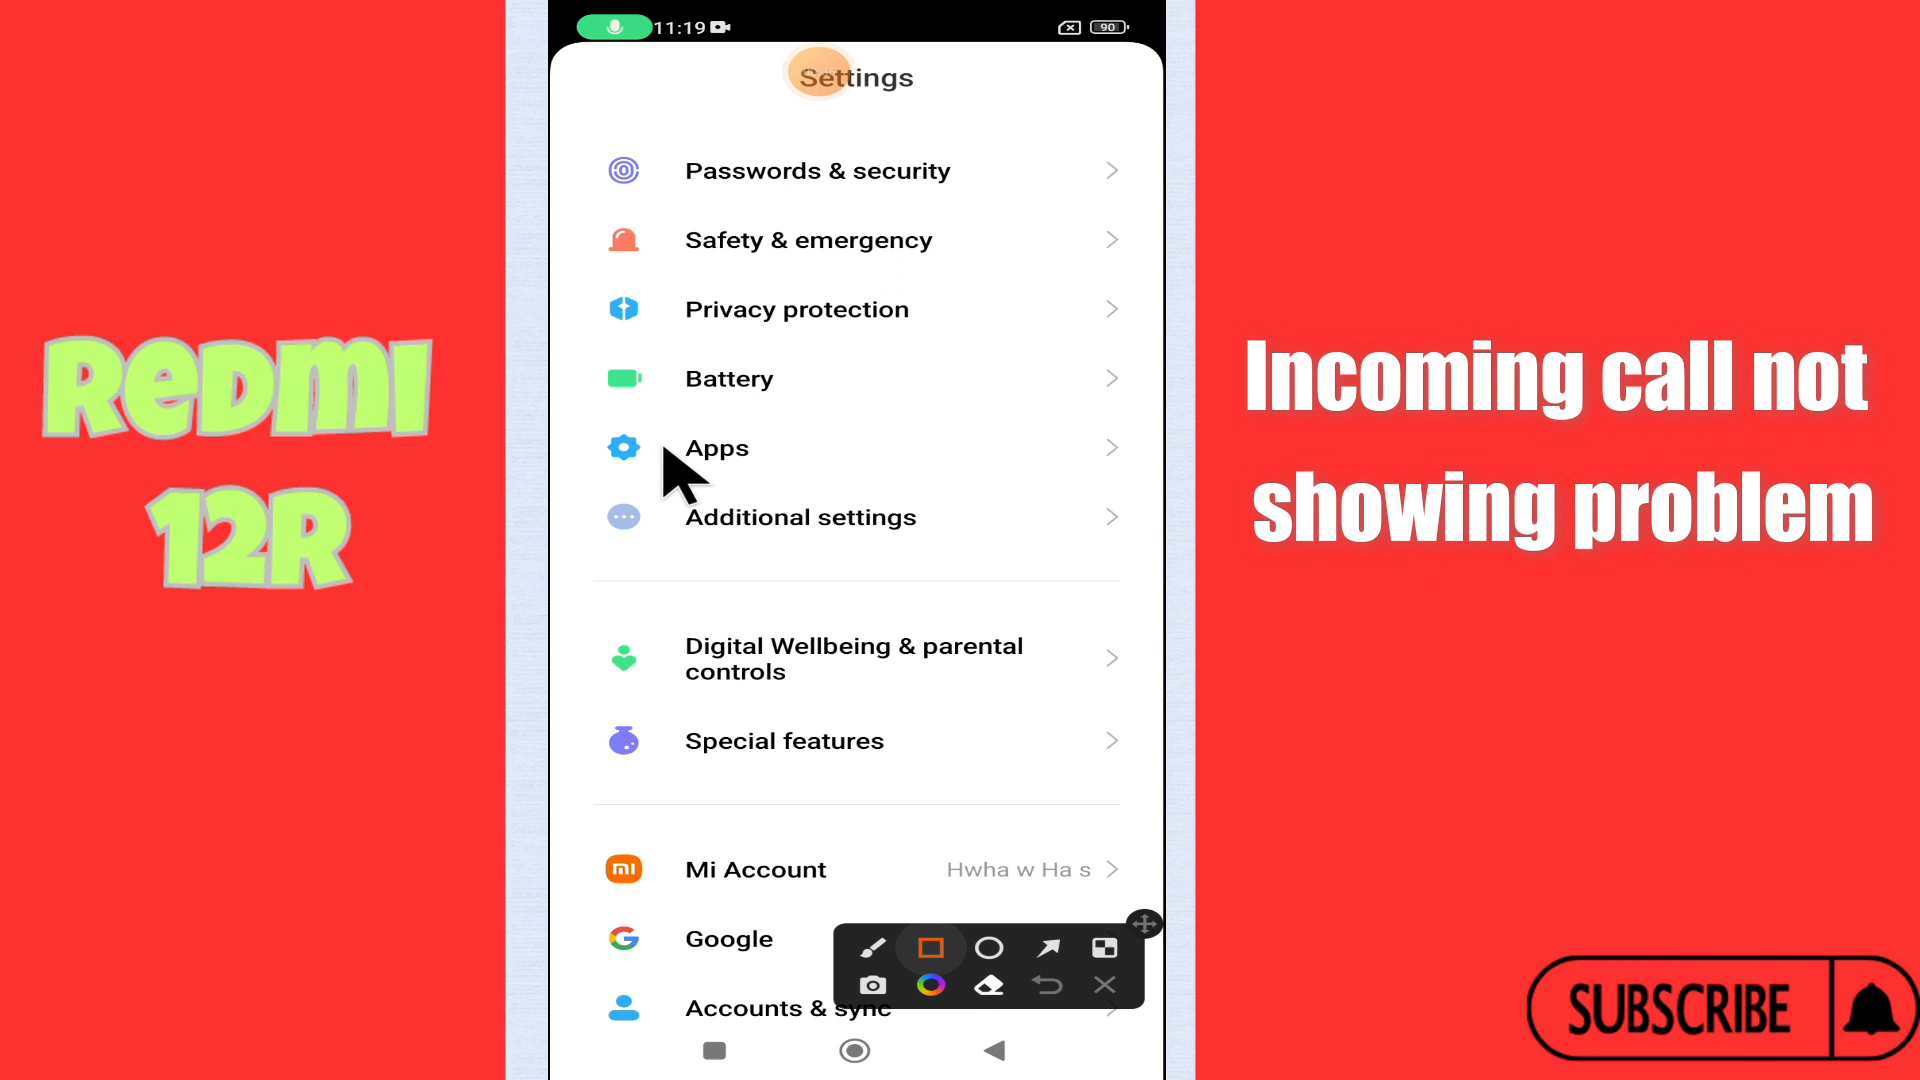 11:19
90
Settings
Passwords & security
Safety & emergency
Privacy protection
Battery
Apps
Additional settings
Digital Wellbeing & parental
controls
Special features
mi
Mi Account
Hwha w Ha s
Google
Accounts & sync
Redmi
12R
Incoming call not
showing problem
SUBSCRIBE